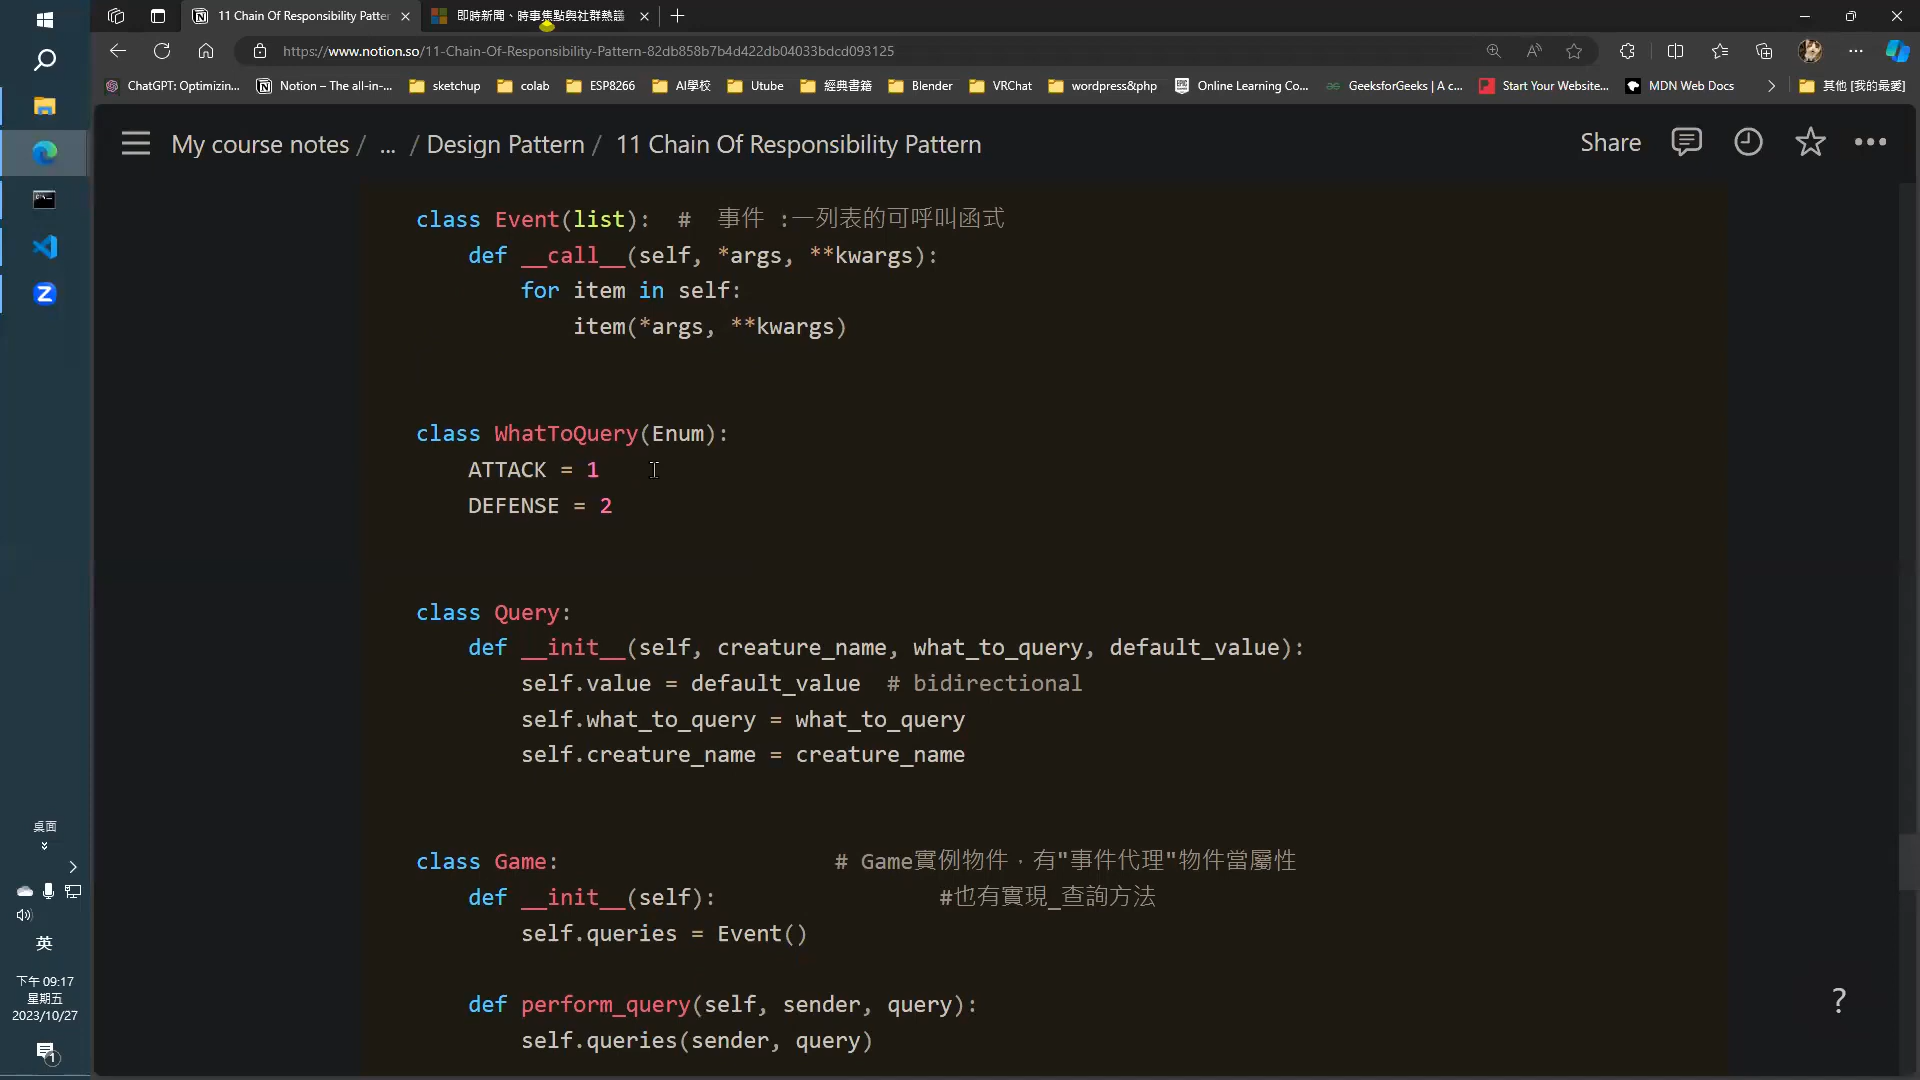 11 Chain Of Responsibility Patter
即時新聞、時事焦點與社群熱議
https://www.notion.so/11-Chain-Of-Responsibility-Pattern-82db858b7b4d422db04033bdcd093125
ChatGPT: Optimizin...
Notion – The all-in-...
sketchup
colab
ESP8266
AI學校
Utube
經典書籍
Blender
VRChat
wordpress&php
Online Learning Co...
GeeksforGeeks | A c...
Start Your Website...
MDN Web Docs
其他 [我的最愛]
My course notes / ... / Design Pattern / 11 Chain Of Responsibility Pattern
Share
class Event(list):  #  事件 :一列表的可呼叫函式
    def __call__(self, *args, **kwargs):
        for item in self:
            item(*args, **kwargs)
class WhatToQuery(Enum):
    ATTACK = 1
    DEFENSE = 2
class Query:
    def __init__(self, creature_name, what_to_query, default_value):
        self.value = default_value  # bidirectional
        self.what_to_query = what_to_query
        self.creature_name = creature_name
class Game:                     # Game實例物件，有"事件代理"物件當屬性
    def __init__(self):                 #也有實現_查詢方法
        self.queries = Event()
    def perform_query(self, sender, query):
        self.queries(sender, query)
?
桌面
英
下午 09:17
星期五
2023/10/27
1